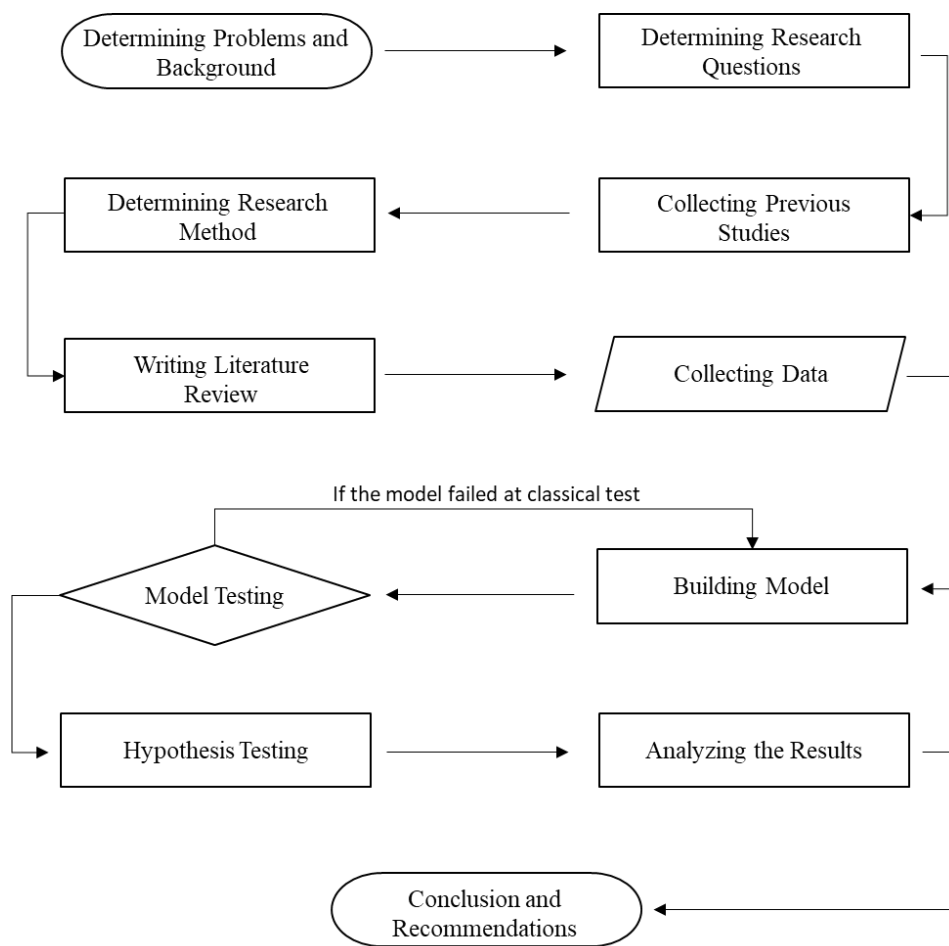 Determining Problems and
Background
Determining Research
Questions
Determining Research
Method
Collecting Previous
Studies
Writing Literature
Review
Collecting Data
If the model failed at classical test
Model Testing
Building Model
Hypothesis Testing
Analyzing the Results
Conclusion and
Recommendations